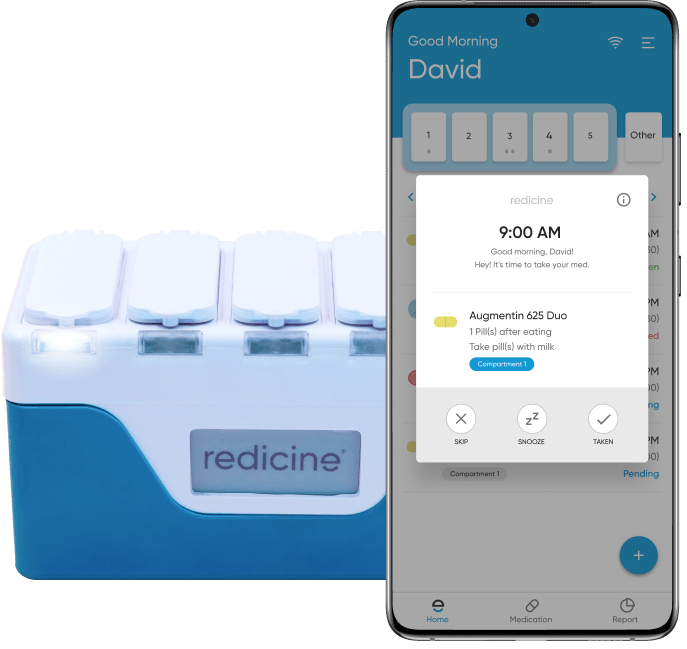 Good Morning
David
1
2
3
4
5
Other
redicine
9:00 AM
Good morning, David!
Hey! It's time to take your med.
Augmentin 625 Duo
1 Pill(s) after eating
Take pill(s) with milk
Compartment 1
SKIP
zz
SNOOZE
TAKEN
Compartment 1
Pending
+
Home
Medication
Report
redicine